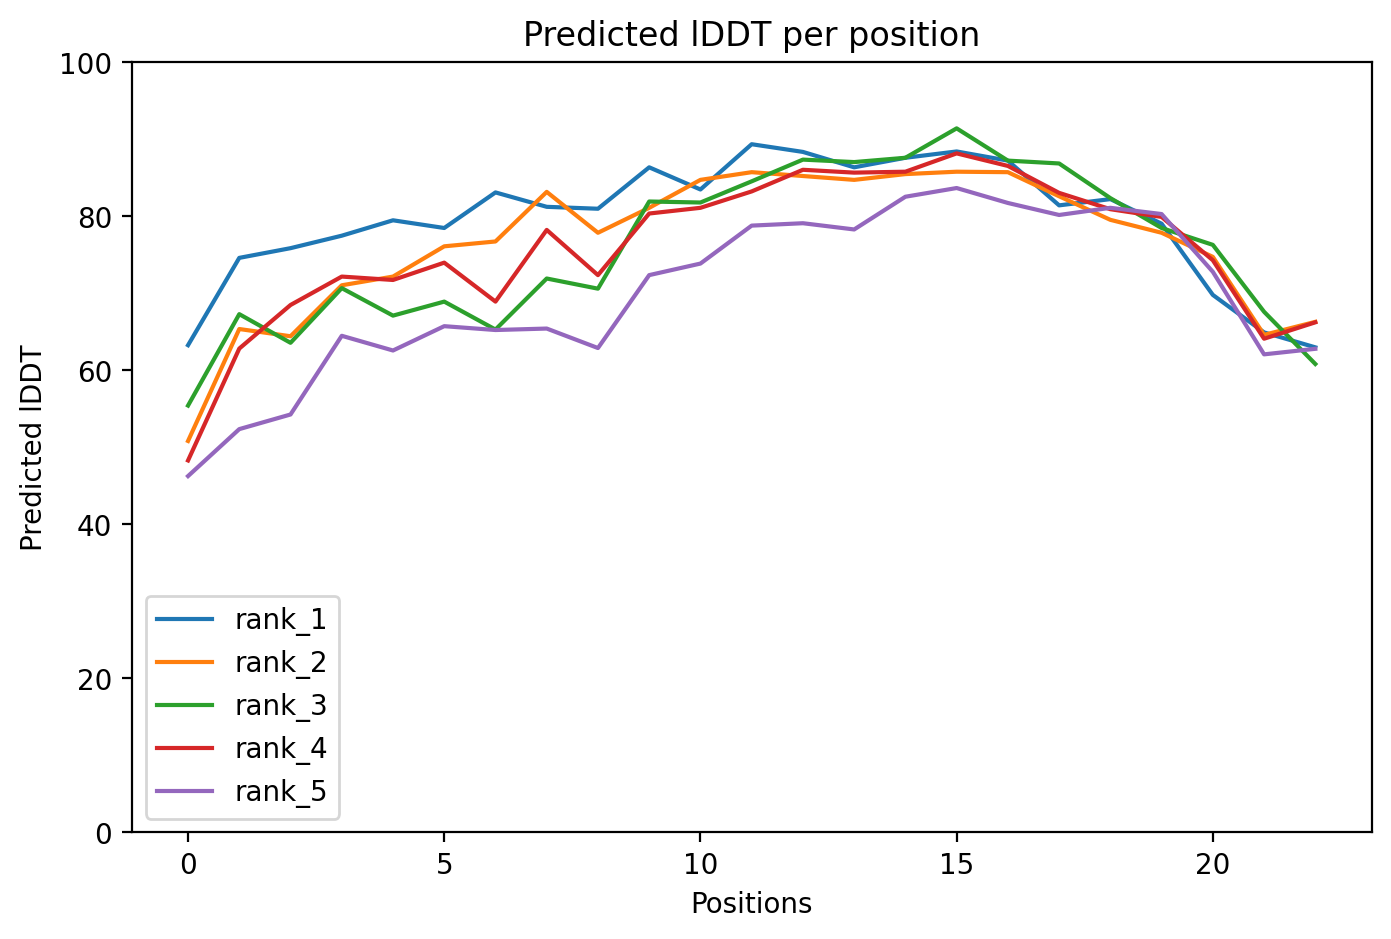 Predicted lDDT per position
100
80
60
40
20
0
Predicted lDDT
rank_1
rank_2
rank_3
rank_4
rank_5
0 5 10 15 20
Positions